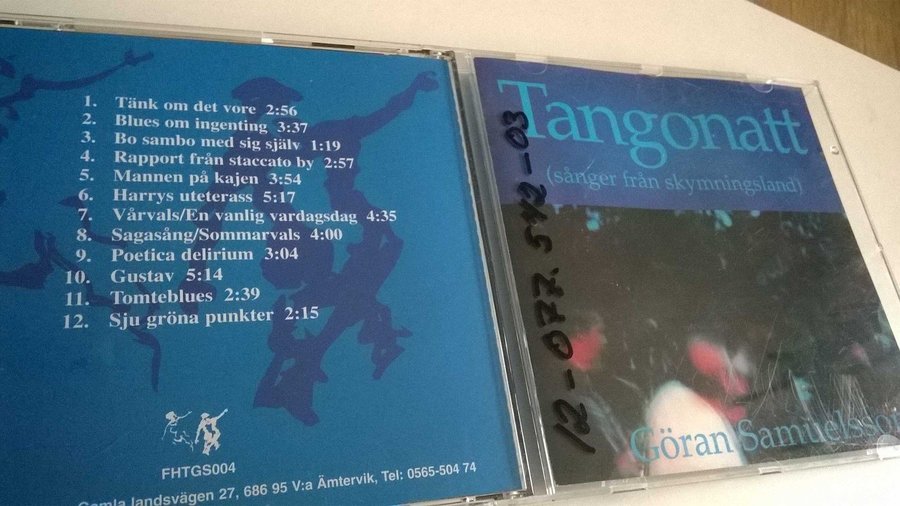 1. Tänk om det vore 2:56
2. Blues om ingenting 3:37
3. Bo sambo med sig själv 1:19
4. Rapport från staccato by 2:57
5. Mannen på kajen 3:54
6. Harrys uteterass 5:17
7. Vårvals/En vanlig vardagsdag 4:35
8. Sagasång/Sommarvals 4:00
9. Poetica delirium 3:04
10. Gustav 5:14
11. Tomteblues 2:39
12. Sju gröna punkter 2:15
FHTGS004
Gamla landsvägen 27, 686 95 V:a Ämtervik, Tel: 0565-504 74
Tangonatt
(sånger från skymningsland)
Göran Samuelsson
12-077.542-03